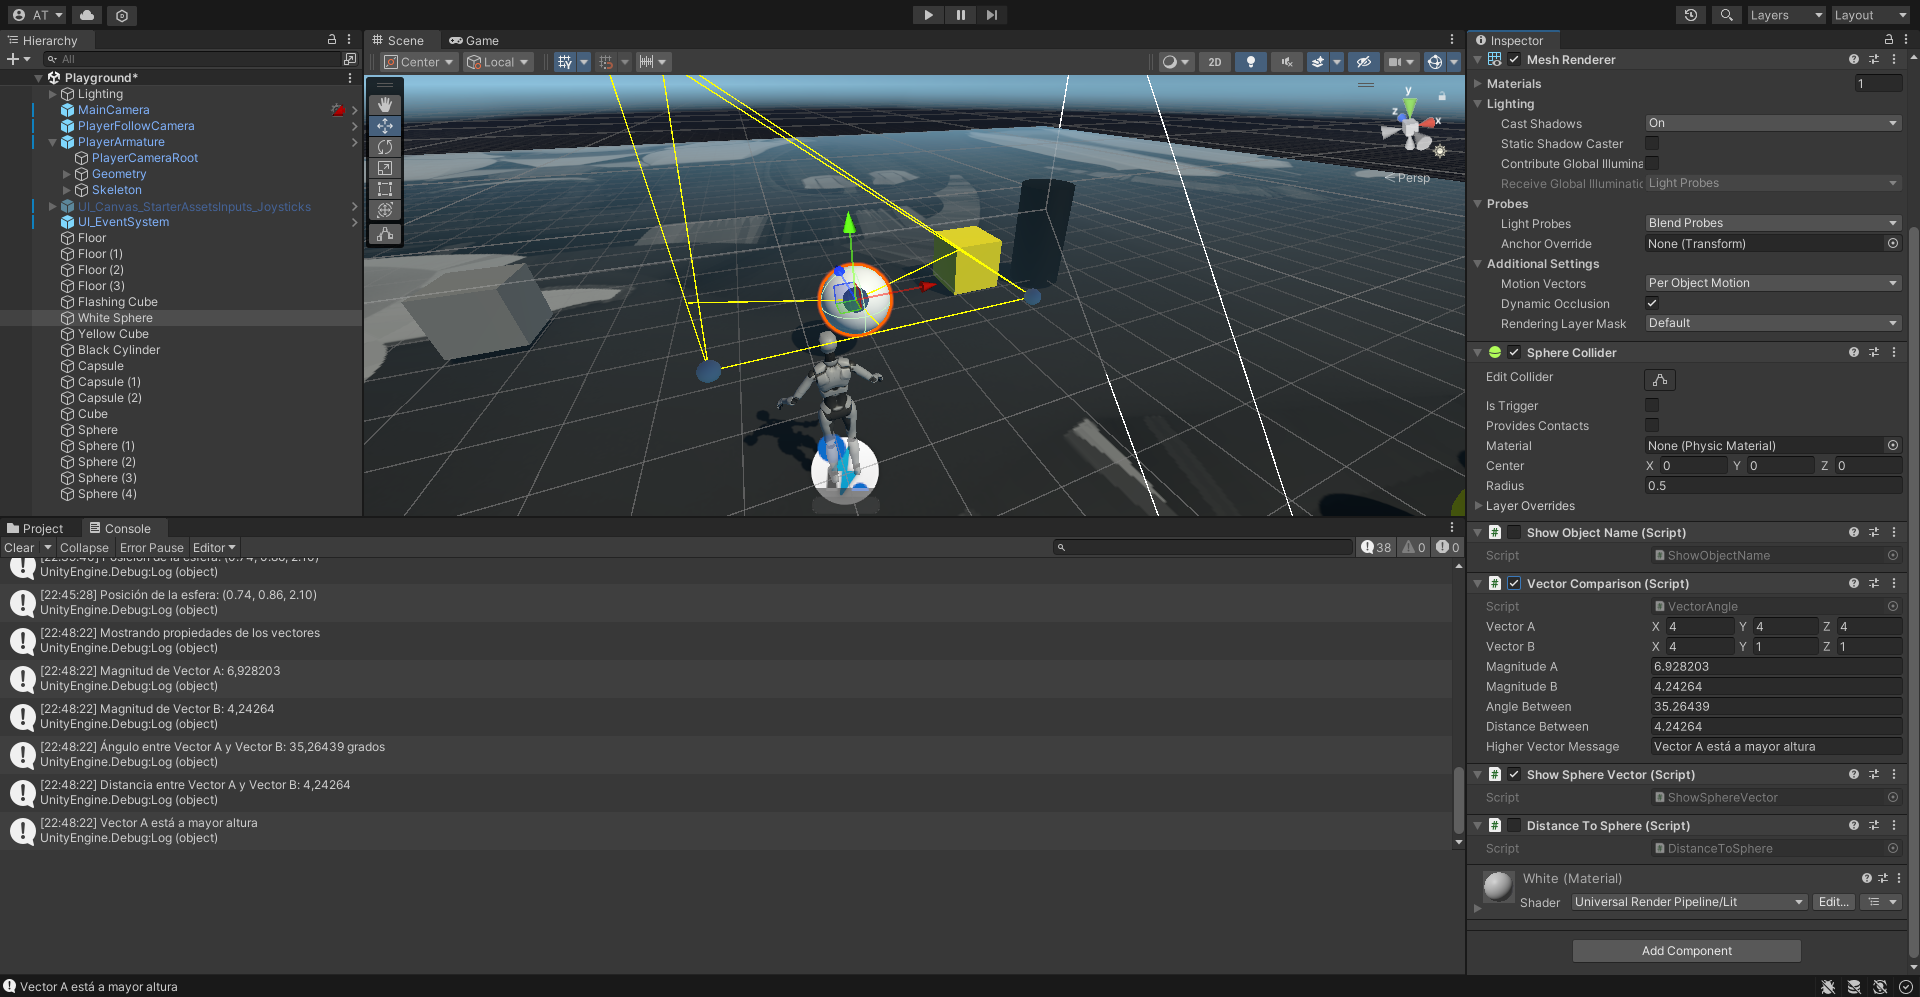 AT
Layers
Layout
Hierarchy
All
Playground*
Lighting
MainCamera
PlayerFollowCamera
PlayerArmature
PlayerCameraRoot
Geometry
Skeleton
UI_Canvas_StarterAssetsInputs_Joysticks
UI_EventSystem
Floor
Floor (1)
Floor (2)
Floor (3)
Flashing Cube
White Sphere
Yellow Cube
Black Cylinder
Capsule
Capsule (1)
Capsule (2)
Cube
Sphere
Sphere (1)
Sphere (2)
Sphere (3)
Sphere (4)
Scene
Game
Center
Local
2D
y
z
x
Persp
Project
Console
Clear
Collapse
Error Pause
Editor
38
0
0
[22:39:40] Posición de la esfera: (0.74, 0.86, 2.10)
UnityEngine.Debug:Log (object)
[22:45:28] Posición de la esfera: (0.74, 0.86, 2.10)
UnityEngine.Debug:Log (object)
[22:48:22] Mostrando propiedades de los vectores
UnityEngine.Debug:Log (object)
[22:48:22] Magnitud de Vector A: 6,928203
UnityEngine.Debug:Log (object)
[22:48:22] Magnitud de Vector B: 4,24264
UnityEngine.Debug:Log (object)
[22:48:22] Ángulo entre Vector A y Vector B: 35,26439 grados
UnityEngine.Debug:Log (object)
[22:48:22] Distancia entre Vector A y Vector B: 4,24264
UnityEngine.Debug:Log (object)
[22:48:22] Vector A está a mayor altura
UnityEngine.Debug:Log (object)
Vector A está a mayor altura
Inspector
Mesh Renderer
Materials 1
Lighting
Cast Shadows On
Static Shadow Caster
Contribute Global Illumina
Receive Global Illuminatic Light Probes
Probes
Light Probes Blend Probes
Anchor Override None (Transform)
Additional Settings
Motion Vectors Per Object Motion
Dynamic Occlusion
Rendering Layer Mask Default
Sphere Collider
Edit Collider
Is Trigger
Provides Contacts
Material None (Physic Material)
Center X 0 Y 0 Z 0
Radius 0.5
Layer Overrides
# Show Object Name (Script)
Script ShowObjectName
# Vector Comparison (Script)
Script VectorAngle
Vector A X 4 Y 4 Z 4
Vector B X 4 Y 1 Z 1
Magnitude A 6.928203
Magnitude B 4.24264
Angle Between 35.26439
Distance Between 4.24264
Higher Vector Message Vector A está a mayor altura
# Show Sphere Vector (Script)
Script ShowSphereVector
# Distance To Sphere (Script)
Script DistanceToSphere
White (Material)
Shader Universal Render Pipeline/Lit Edit...
Add Component